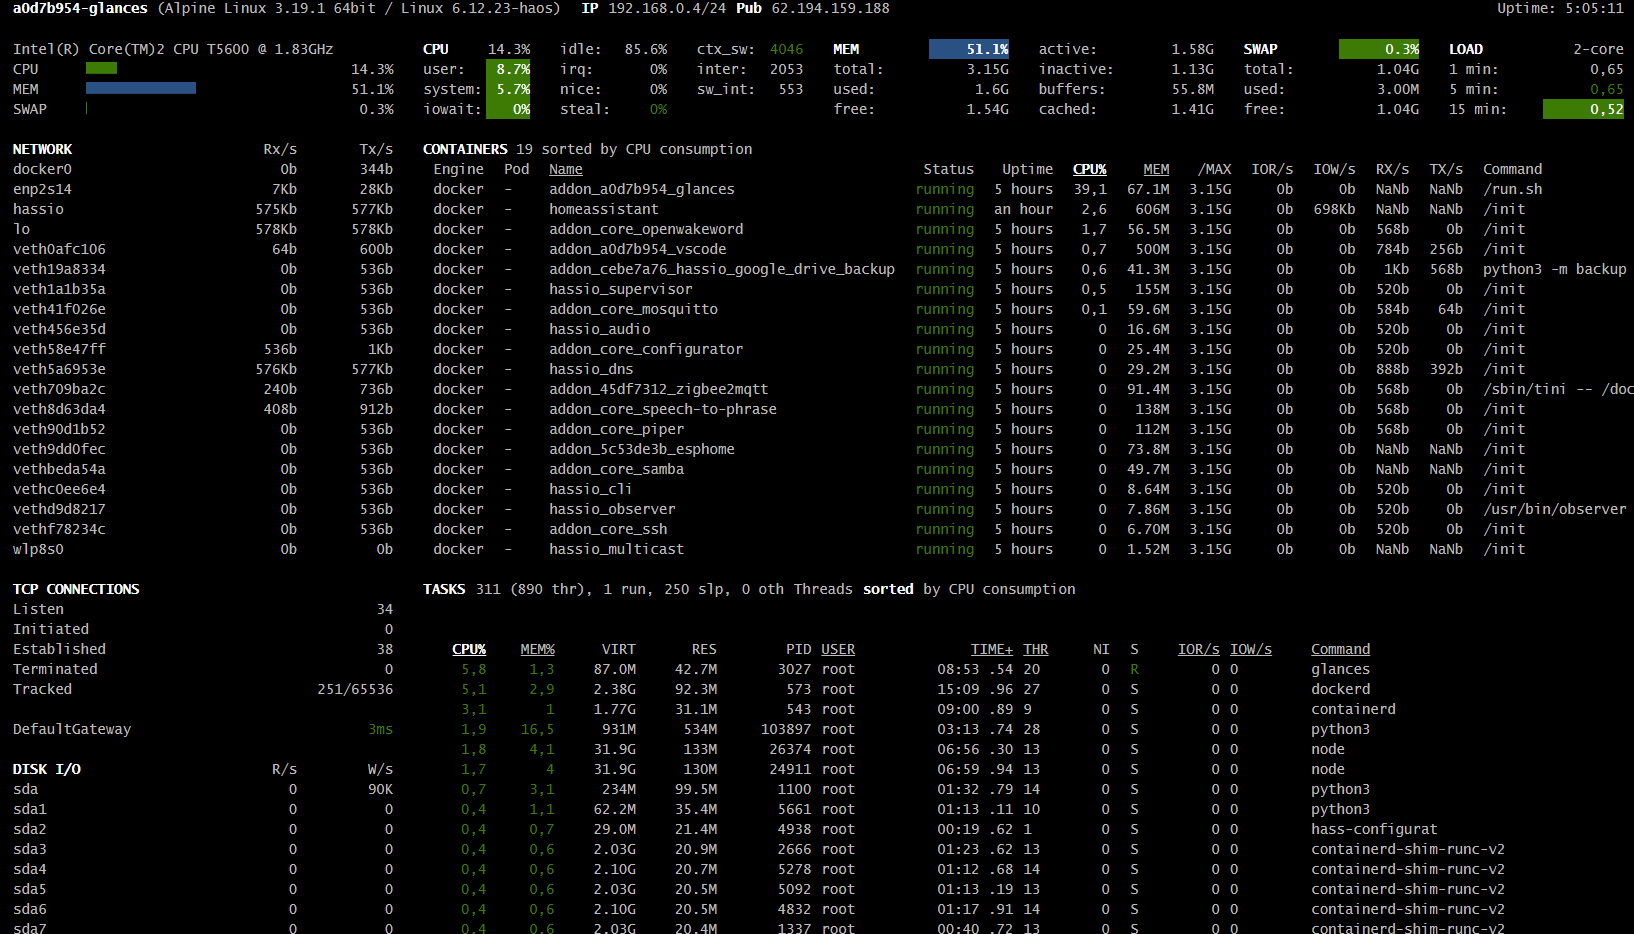 a0d7b954-glances (Alpine Linux 3.19.1 64bit / Linux 6.12.23-haos) IP 192.168.0.4/24 Pub 62.194.159.188 Uptime: 5:05:11
Intel(R) Core(TM)2 CPU T5600 @ 1.83GHz CPU 14.3% idle: 85.6% ctx_sw: 4046 MEM 51.1% active: 1.58G SWAP 0.3% LOAD 2-core
CPU 14.3% user: 8.7% irq: 0% inter: 2053 total: 3.15G inactive: 1.13G total: 1.04G 1 min: 0,65
MEM 51.1% system: 5.7% nice: 0% sw_int: 553 used: 1.6G buffers: 55.8M used: 3.00M 5 min: 0,65
SWAP 0.3% iowait: 0% steal: 0% free: 1.54G cached: 1.41G free: 1.04G 15 min: 0,52
NETWORK Rx/s Tx/s CONTAINERS 19 sorted by CPU consumption
docker0 0b 344b Engine Pod Name Status Uptime CPU% MEM /MAX IOR/s IOW/s RX/s TX/s Command
enp2s14 7Kb 28Kb docker - addon_a0d7b954_glances running 5 hours 39,1 67.1M 3.15G 0b 0b NaNb NaNb /run.sh
hassio 575Kb 577Kb docker - homeassistant running an hour 2,6 606M 3.15G 0b 698Kb NaNb NaNb /init
lo 578Kb 578Kb docker - addon_core_openwakeword running 5 hours 1,7 56.5M 3.15G 0b 0b 568b 0b /init
veth0afc106 64b 600b docker - addon_a0d7b954_vscode running 5 hours 0,7 500M 3.15G 0b 0b 784b 256b /init
veth19a8334 0b 536b docker - addon_cebe7a76_hassio_google_drive_backup running 5 hours 0,6 41.3M 3.15G 0b 0b 1Kb 568b python3 -m backup
veth1a1b35a 0b 536b docker - hassio_supervisor running 5 hours 0,5 155M 3.15G 0b 0b 520b 0b /init
veth41f026e 0b 536b docker - addon_core_mosquitto running 5 hours 0,1 59.6M 3.15G 0b 0b 584b 64b /init
veth456e35d 0b 536b docker - hassio_audio running 5 hours 0 16.6M 3.15G 0b 0b 520b 0b /init
veth58e47ff 536b 1Kb docker - addon_core_configurator running 5 hours 0 25.4M 3.15G 0b 0b 520b 0b /init
veth5a6953e 576Kb 577Kb docker - hassio_dns running 5 hours 0 29.2M 3.15G 0b 0b 888b 392b /init
veth709ba2c 240b 736b docker - addon_45df7312_zigbee2mqtt running 5 hours 0 91.4M 3.15G 0b 0b 568b 0b /sbin/tini -- /doc
veth8d63da4 408b 912b docker - addon_core_speech-to-phrase running 5 hours 0 138M 3.15G 0b 0b 568b 0b /init
veth90d1b52 0b 536b docker - addon_core_piper running 5 hours 0 112M 3.15G 0b 0b 568b 0b /init
veth9dd0fec 0b 536b docker - addon_5c53de3b_esphome running 5 hours 0 73.8M 3.15G 0b 0b NaNb NaNb /init
vethbeda54a 0b 536b docker - addon_core_samba running 5 hours 0 49.7M 3.15G 0b 0b NaNb NaNb /init
vethc0ee6e4 0b 536b docker - hassio_cli running 5 hours 0 8.64M 3.15G 0b 0b 520b 0b /init
vethd9d8217 0b 536b docker - hassio_observer running 5 hours 0 7.86M 3.15G 0b 0b 520b 0b /usr/bin/observer
vethf78234c 0b 536b docker - addon_core_ssh running 5 hours 0 6.70M 3.15G 0b 0b 520b 0b /init
wlp8s0 0b 0b docker - hassio_multicast running 5 hours 0 1.52M 3.15G 0b 0b NaNb NaNb /init
TCP CONNECTIONS TASKS 311 (890 thr), 1 run, 250 slp, 0 oth Threads sorted by CPU consumption
Listen 34
Initiated 0
Established 38 CPU% MEM% VIRT RES PID USER TIME+ THR NI S IOR/s IOW/s Command
Terminated 0 5,8 1,3 87.0M 42.7M 3027 root 08:53 .54 20 0 R 0 0 glances
Tracked 251/65536 5,1 2,9 2.38G 92.3M 573 root 15:09 .96 27 0 S 0 0 dockerd
3,1 1 1.77G 31.1M 543 root 09:00 .89 9 0 S 0 0 containerd
DefaultGateway 3ms 1,9 16,5 931M 534M 103897 root 03:13 .74 28 0 S 0 0 python3
1,8 4,1 31.9G 133M 26374 root 06:56 .30 13 0 S 0 0 node
DISK I/O R/s W/s 1,7 4 31.9G 130M 24911 root 06:59 .94 13 0 S 0 0 node
sda 0 90K 0,7 3,1 234M 99.5M 1100 root 01:32 .79 14 0 S 0 0 python3
sda1 0 0 0,4 1,1 62.2M 35.4M 5661 root 01:13 .11 10 0 S 0 0 python3
sda2 0 0 0,4 0,7 29.0M 21.4M 4938 root 00:19 .62 1 0 S 0 0 hass-configurat
sda3 0 0 0,4 0,6 2.03G 20.9M 2666 root 01:23 .62 13 0 S 0 0 containerd-shim-runc-v2
sda4 0 0 0,4 0,6 2.10G 20.7M 5278 root 01:12 .68 14 0 S 0 0 containerd-shim-runc-v2
sda5 0 0 0,4 0,6 2.03G 20.5M 5092 root 01:13 .19 13 0 S 0 0 containerd-shim-runc-v2
sda6 0 0 0,4 0,6 2.10G 20.5M 4832 root 01:17 .91 14 0 S 0 0 containerd-shim-runc-v2
sda7 0 0 0,4 0,6 2.03G 20.4M 1337 root 00:40 .72 13 0 S 0 0 containerd-shim-runc-v2